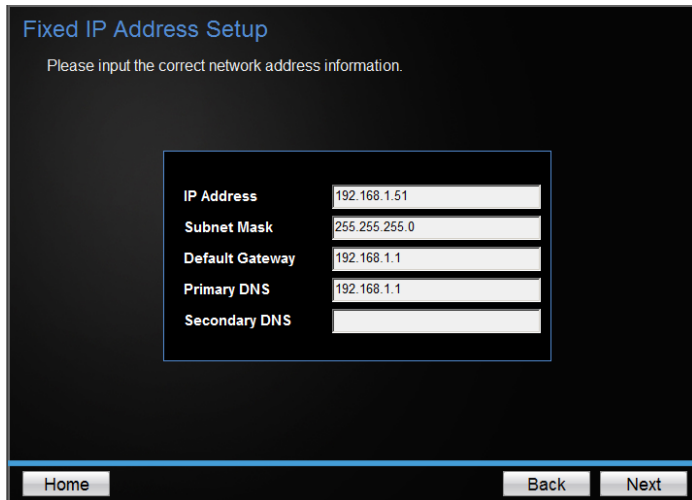 Fixed IP Address Setup
Please input the correct network address information.
IP Address 192.168.1.51
Subnet Mask 255.255.255.0
Default Gateway 192.168.1.1
Primary DNS 192.168.1.1
Secondary DNS
Home Back Next